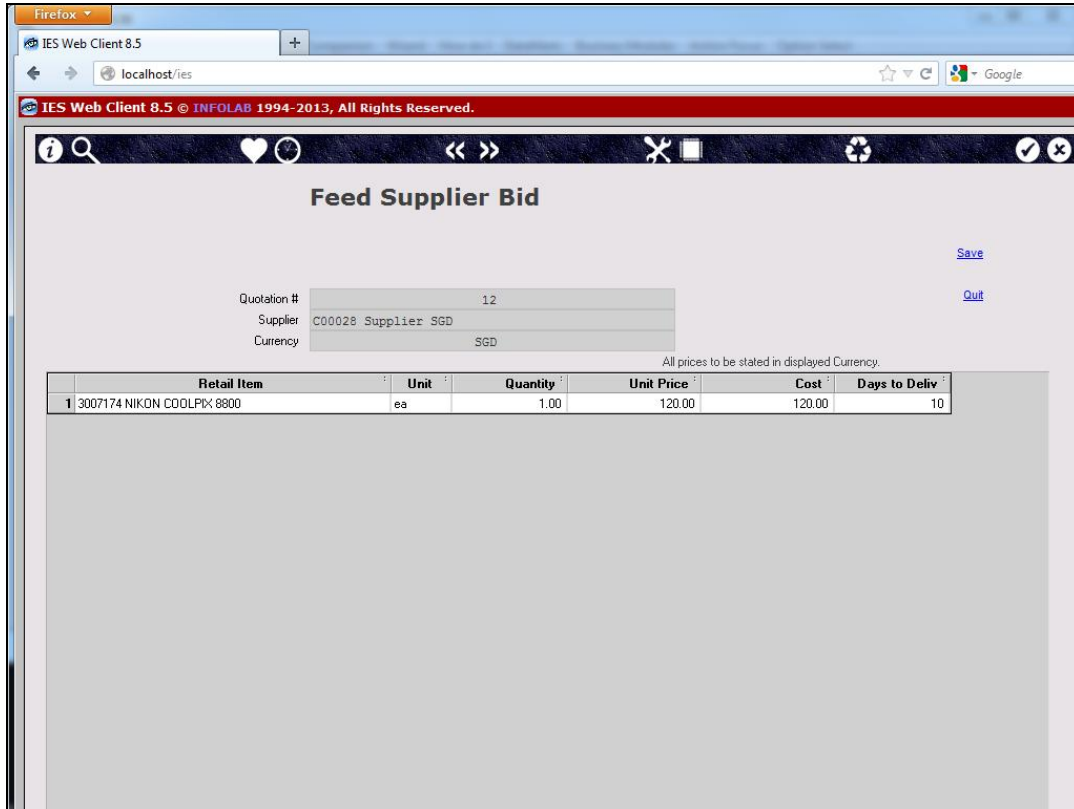 Firefox
IES Web Client 8.5
localhost/ies
Google
IES Web Client 8.5 © INFOLAB 1994-2013, All Rights Reserved.
Feed Supplier Bid
Save
Quotation # 12 Quit
Supplier C00028 Supplier SGD
Currency SGD
All prices to be stated in displayed Currency.
Retail Item Unit Quantity Unit Price Cost Days to Deliv
1 3007174 NIKON COOLPIX 8800 ea 1.00 120.00 120.00 10